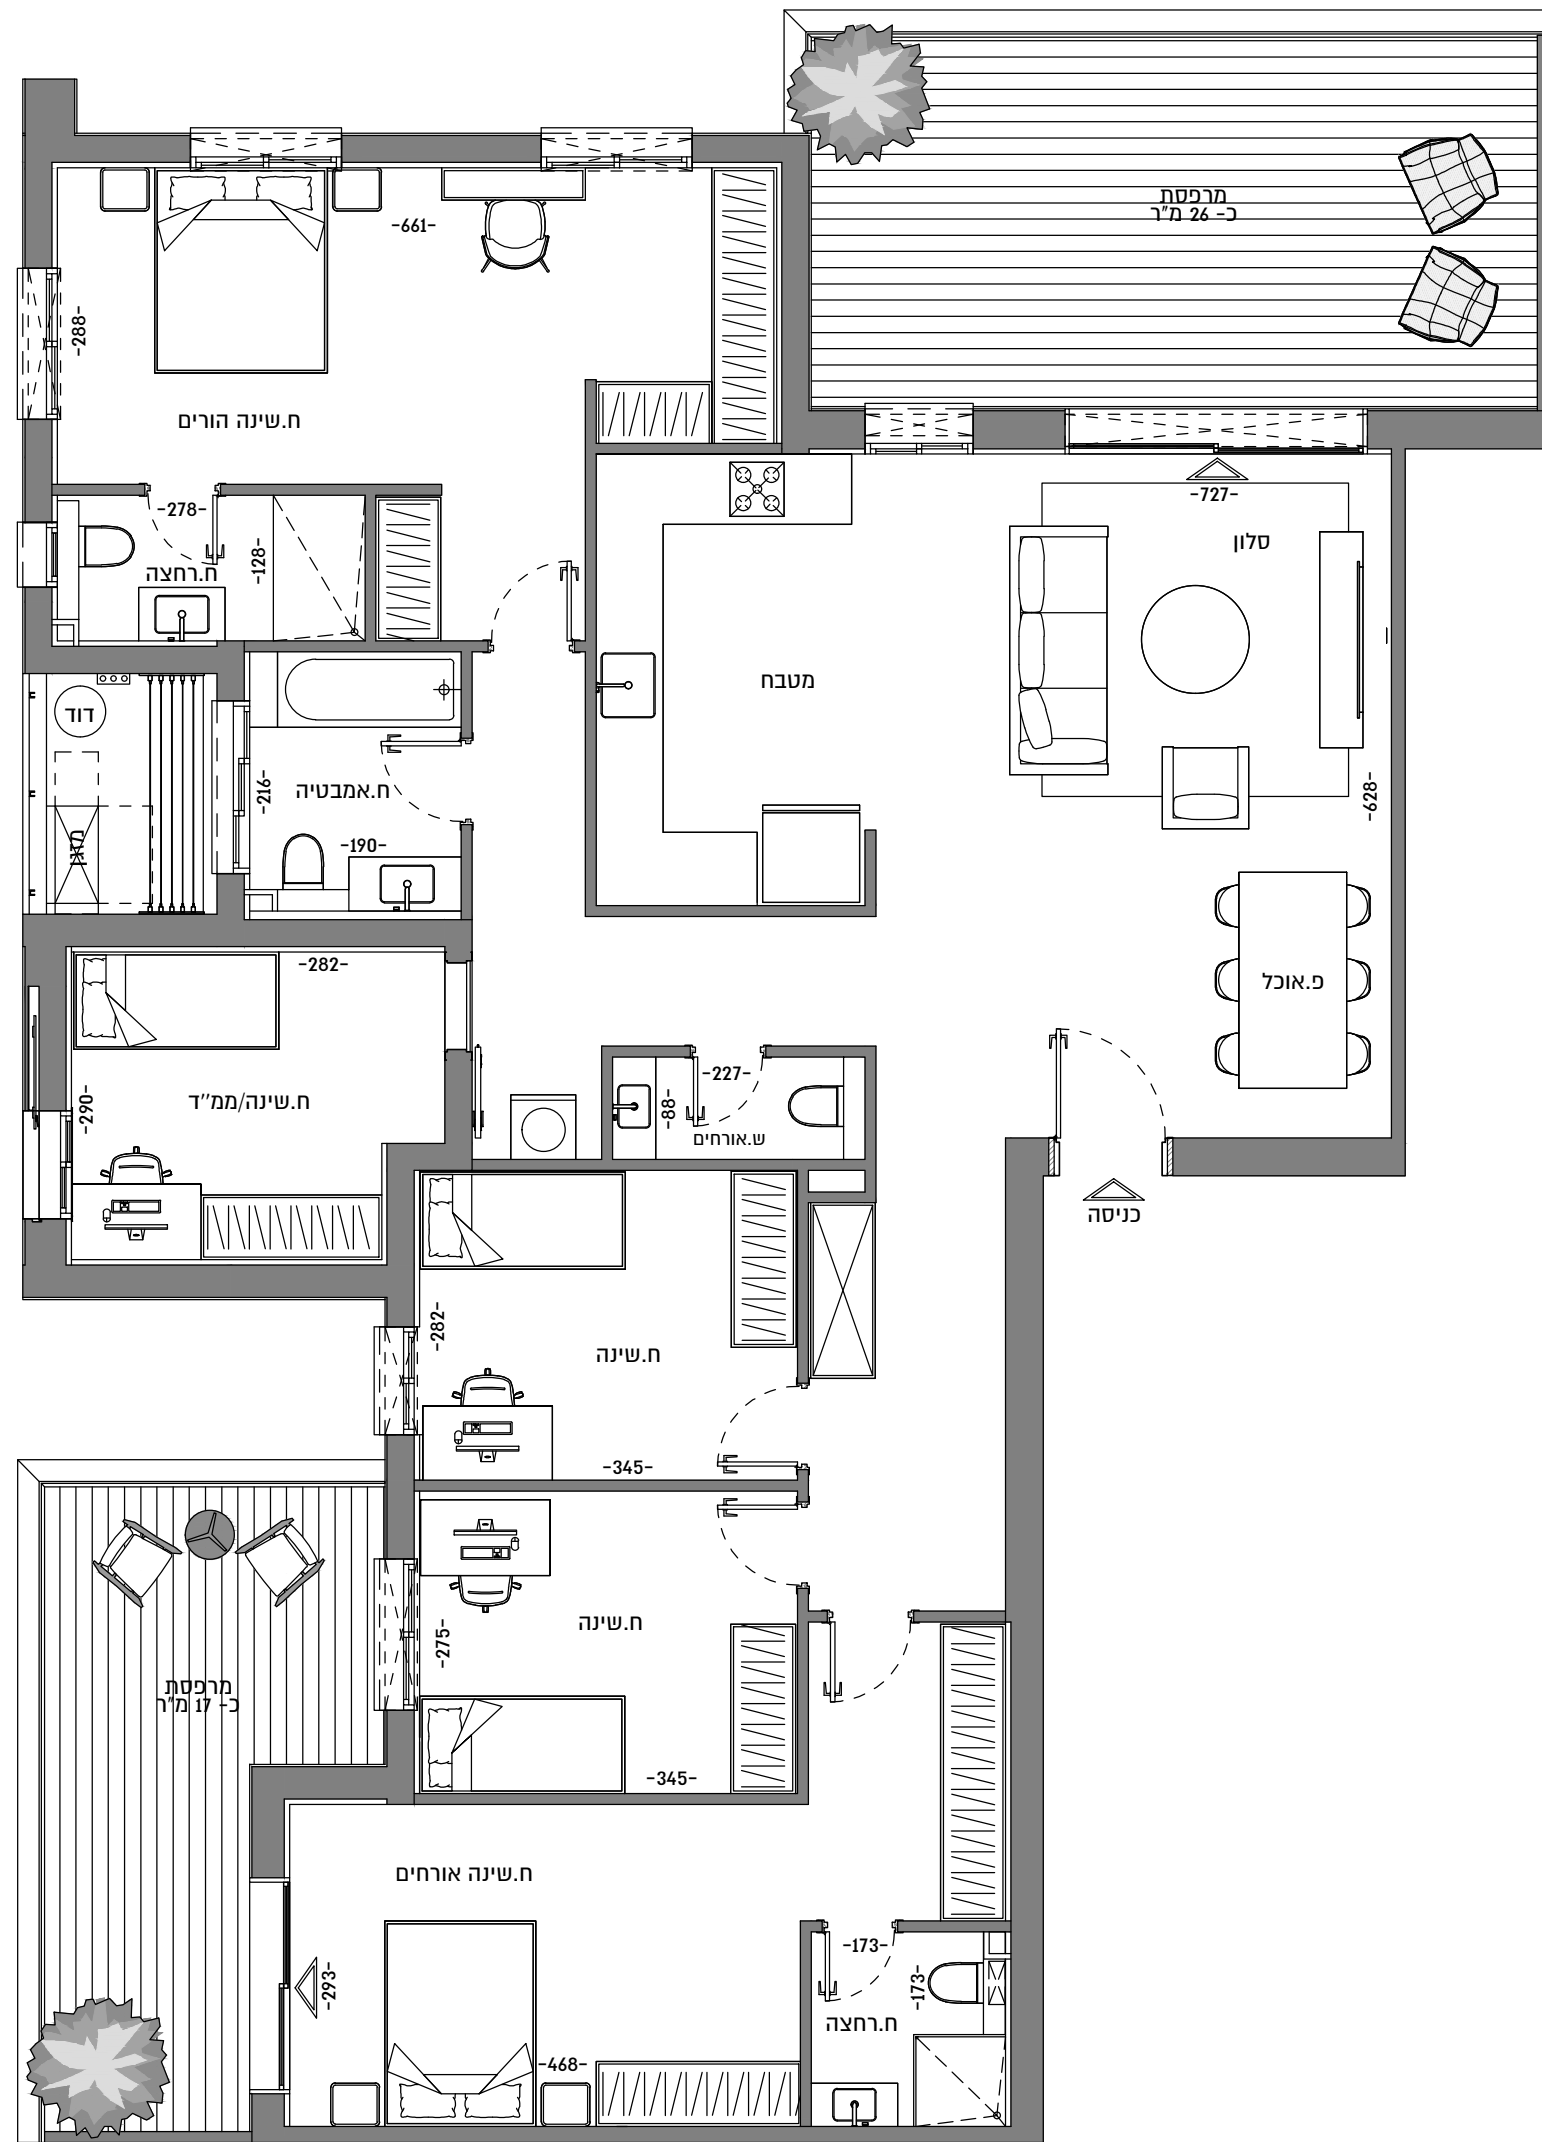 מרפסת
כ- 26 מ"ר
-661-
-288-
ח.שינה הורים
-278-
-128-
ח.רחצה
-727-
סלון
מטבח
דוד
מזגן
-216-
ח.אמבטיה
-190-
-628-
פ.אוכל
-282-
-290-
ח.שינה/ממ''ד
-227-
-88-
ש.אורחים
כניסה
-282-
ח.שינה
-345-
ח.שינה
-275-
-345-
מרפסת
כ- 17 מ"ר
ח.שינה אורחים
-293-
-468-
-173-
-173-
ח.רחצה